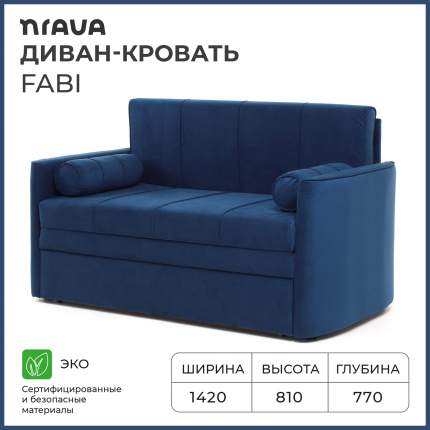 nrava
ДИВАН-КРОВАТЬ
FABI
ЭКО
Сертифицированные
и безопасные
материалы
ШИРИНА ВЫСОТА ГЛУБИНА
1420 810 770